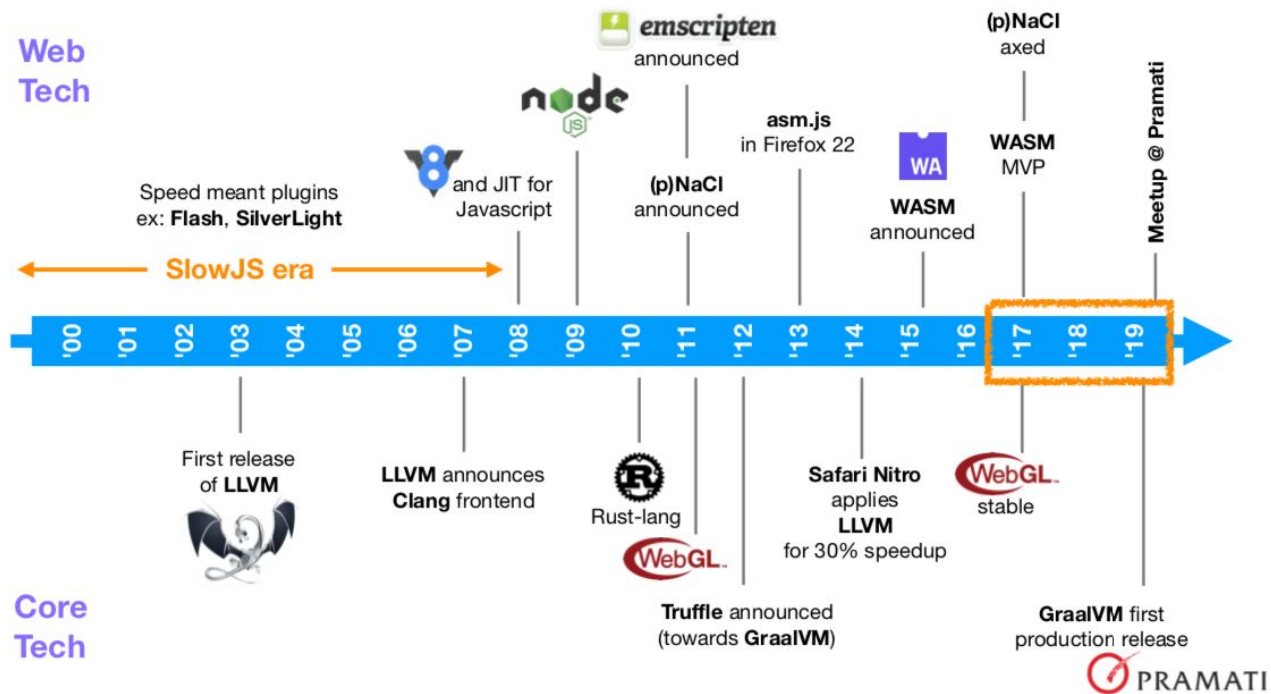 Web
Tech
Speed meant plugins
ex: Flash, SilverLight
SlowJS era
8
and JIT for
Javascript
node
JS
emscripten
announced
(p)NaCl
announced
asm.js
in Firefox 22
WA
WASM
announced
(p)NaCl
axed
WASM
MVP
Meetup @ Pramati
'00
'01
'02
'03
'04
'05
'06
'07
'08
'09
'10
'11
'12
'13
'14
'15
'16
'17
'18
'19
First release
of LLVM
LLVM announces
Clang frontend
R
Rust-lang
WebGL™
Truffle announced
(towards GraalVM)
Safari Nitro
applies
LLVM
for 30% speedup
WebGL™
stable
GraalVM first
production release
Core
Tech
PRAMATI